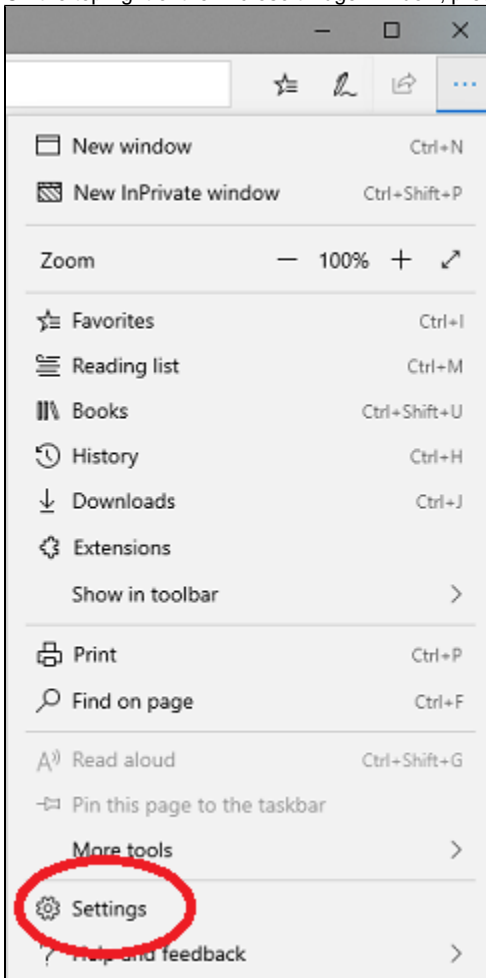 New window Ctrl+N
New InPrivate window Ctrl+Shift+P
Zoom — 100% +
Favorites Ctrl+I
Reading list Ctrl+M
Books Ctrl+Shift+U
History Ctrl+H
Downloads Ctrl+J
Extensions
Show in toolbar >
Print Ctrl+P
Find on page Ctrl+F
Read aloud Ctrl+Shift+G
Pin this page to the taskbar
More tools >
Settings
Help and feedback >